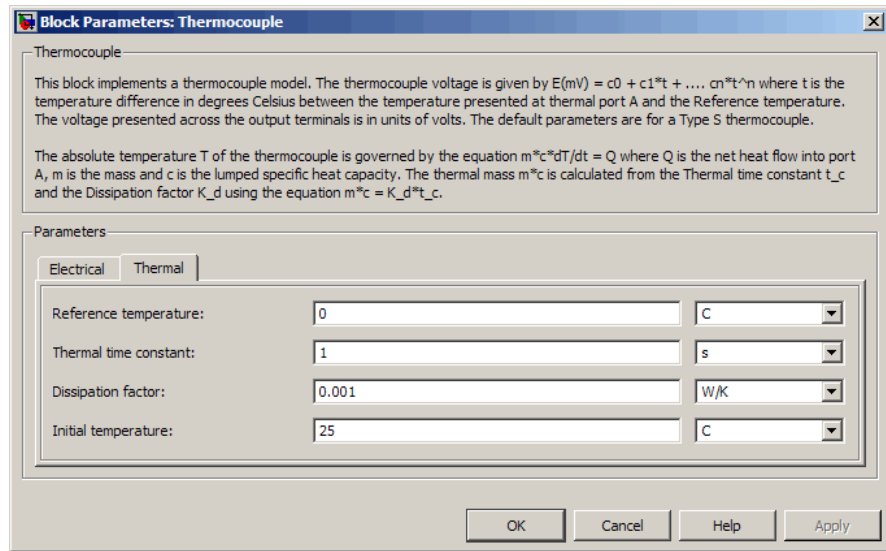 Block Parameters: Thermocouple
Thermocouple
This block implements a thermocouple model. The thermocouple voltage is given by E(mV) = c0 + c1*t + .... cn*t^n where t is the
temperature difference in degrees Celsius between the temperature presented at thermal port A and the Reference temperature.
The voltage presented across the output terminals is in units of volts. The default parameters are for a Type S thermocouple.
The absolute temperature T of the thermocouple is governed by the equation m*c*dT/dt = Q where Q is the net heat flow into port
A, m is the mass and c is the lumped specific heat capacity. The thermal mass m*c is calculated from the Thermal time constant t_c
and the Dissipation factor K_d using the equation m*c = K_d*t_c.
Parameters
Electrical Thermal
Reference temperature: 0 C
Thermal time constant: 1 s
Dissipation factor: 0.001 W/K
Initial temperature: 25 C
OK Cancel Help Apply